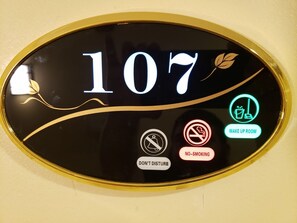 107
MAKE UP ROOM
NO-SMOKING
DON'T DISTURB